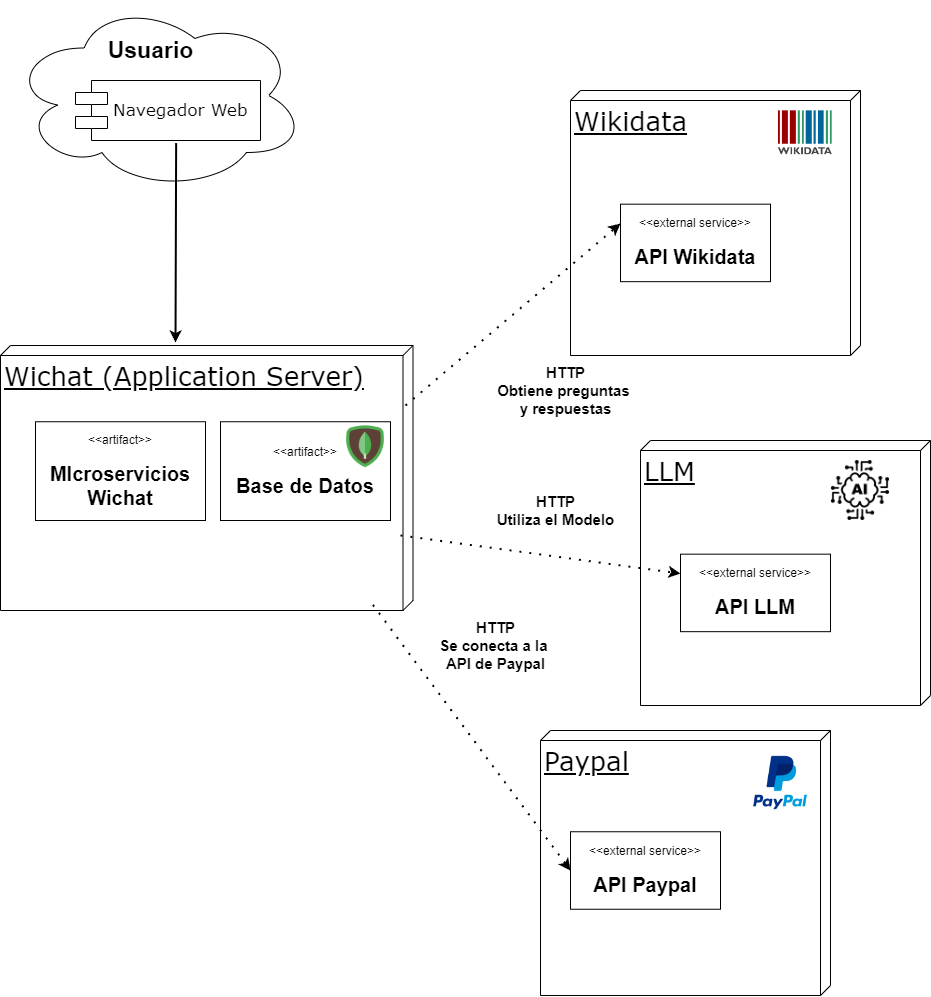 Usuario
Navegador Web
Wikidata
WIKIDATA
<<external service>>
API Wikidata
Wichat (Application Server)
<<artifact>>
MIcroservicios
Wichat
<<artifact>>
Base de Datos
HTTP
Obtiene preguntas
y respuestas
LLM
AI
<<external service>>
API LLM
HTTP
Utiliza el Modelo
HTTP
Se conecta a la
API de Paypal
Paypal
PayPal
<<external service>>
API Paypal